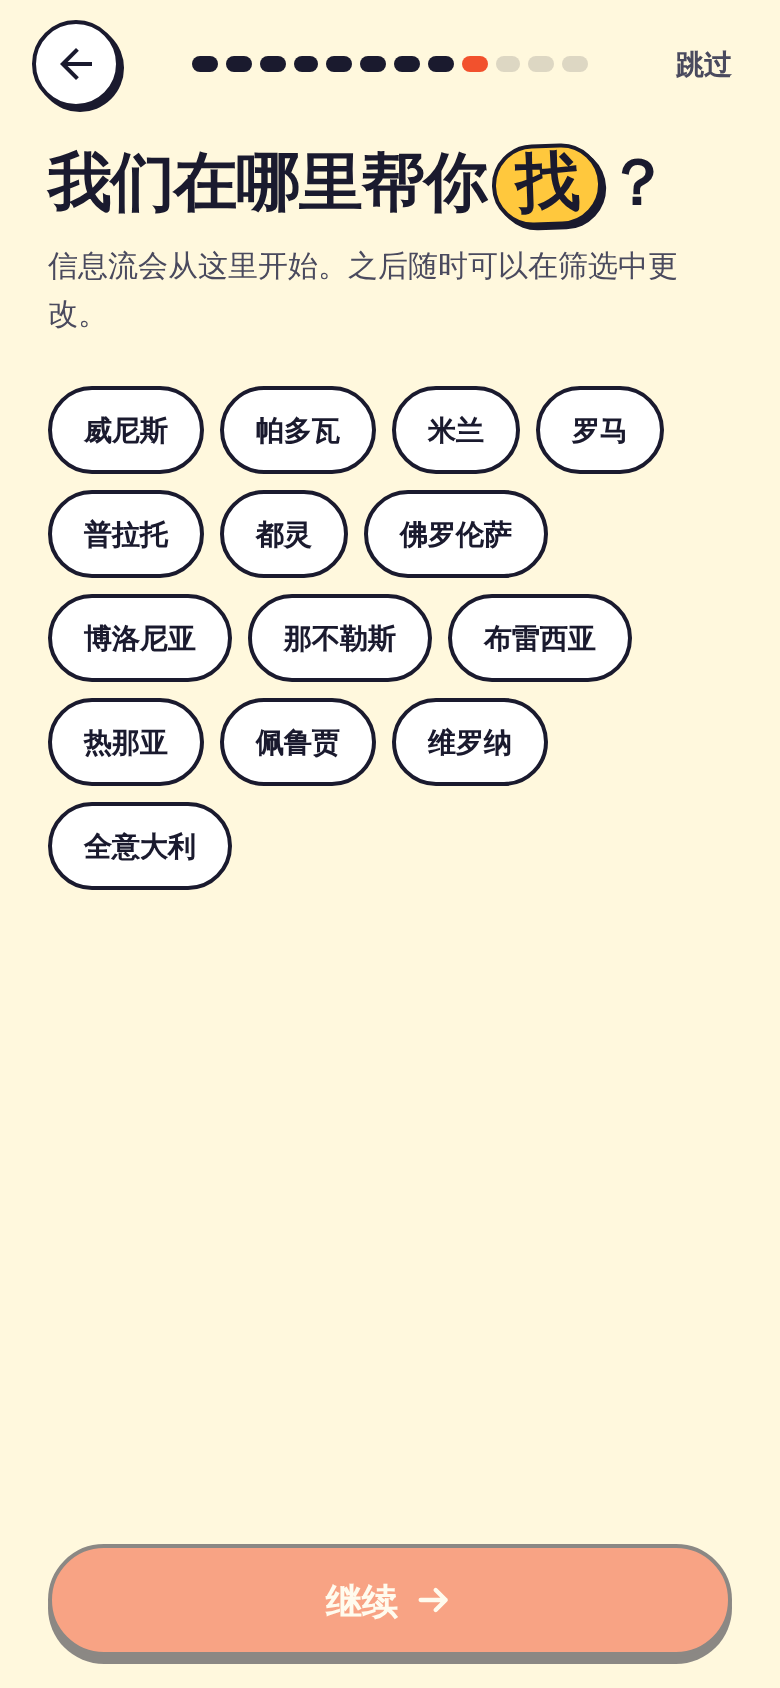 跳过
我们在哪里帮你找？
信息流会从这里开始。之后随时可以在筛选中更
改。
威尼斯 帕多瓦 米兰 罗马
普拉托 都灵 佛罗伦萨
博洛尼亚 那不勒斯 布雷西亚
热那亚 佩鲁贾 维罗纳
全意大利
继续